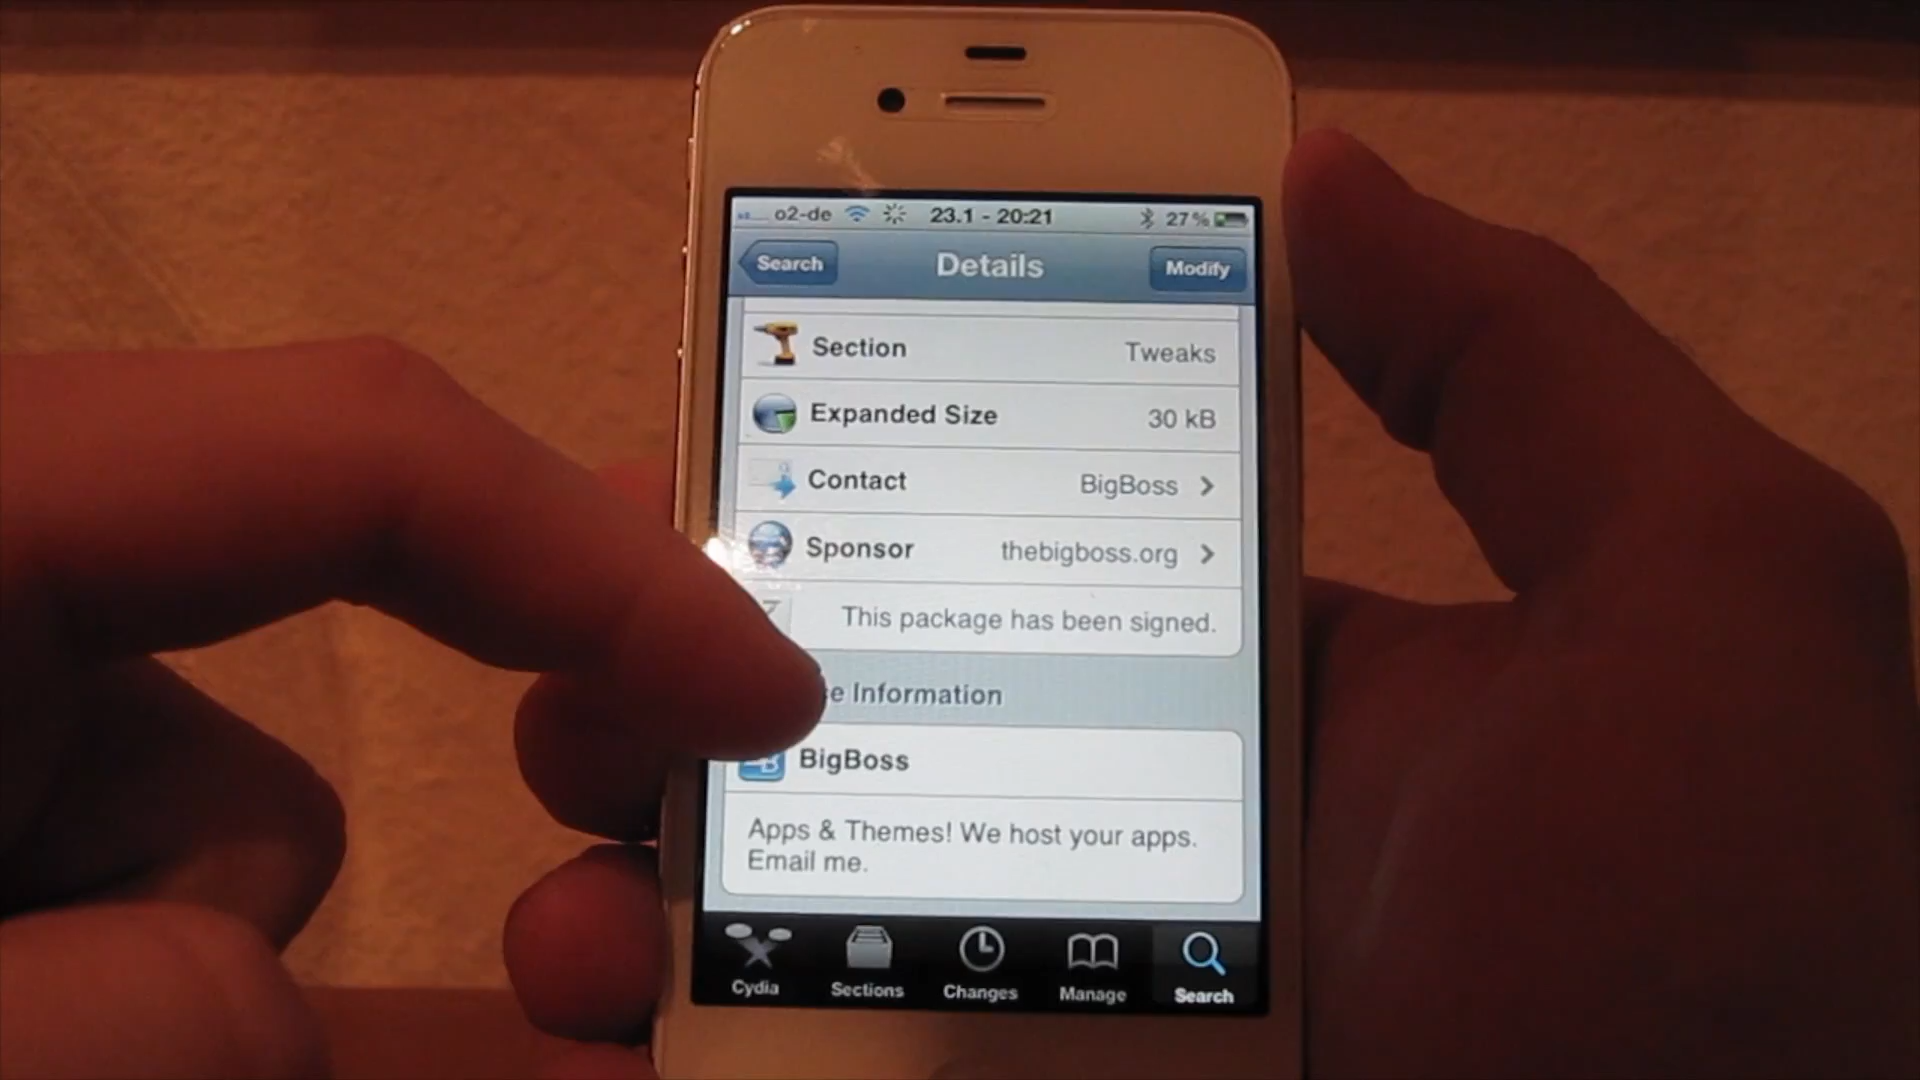 o2-de 23.1 - 20:21 27%
Search Details Modify
Section Tweaks
Expanded Size 30 kB
Contact BigBoss
Sponsor thebigboss.org
This package has been signed.
Information
BigBoss
Apps & Themes! We host your apps.
Email me.
Cydia Sections Changes Manage Search